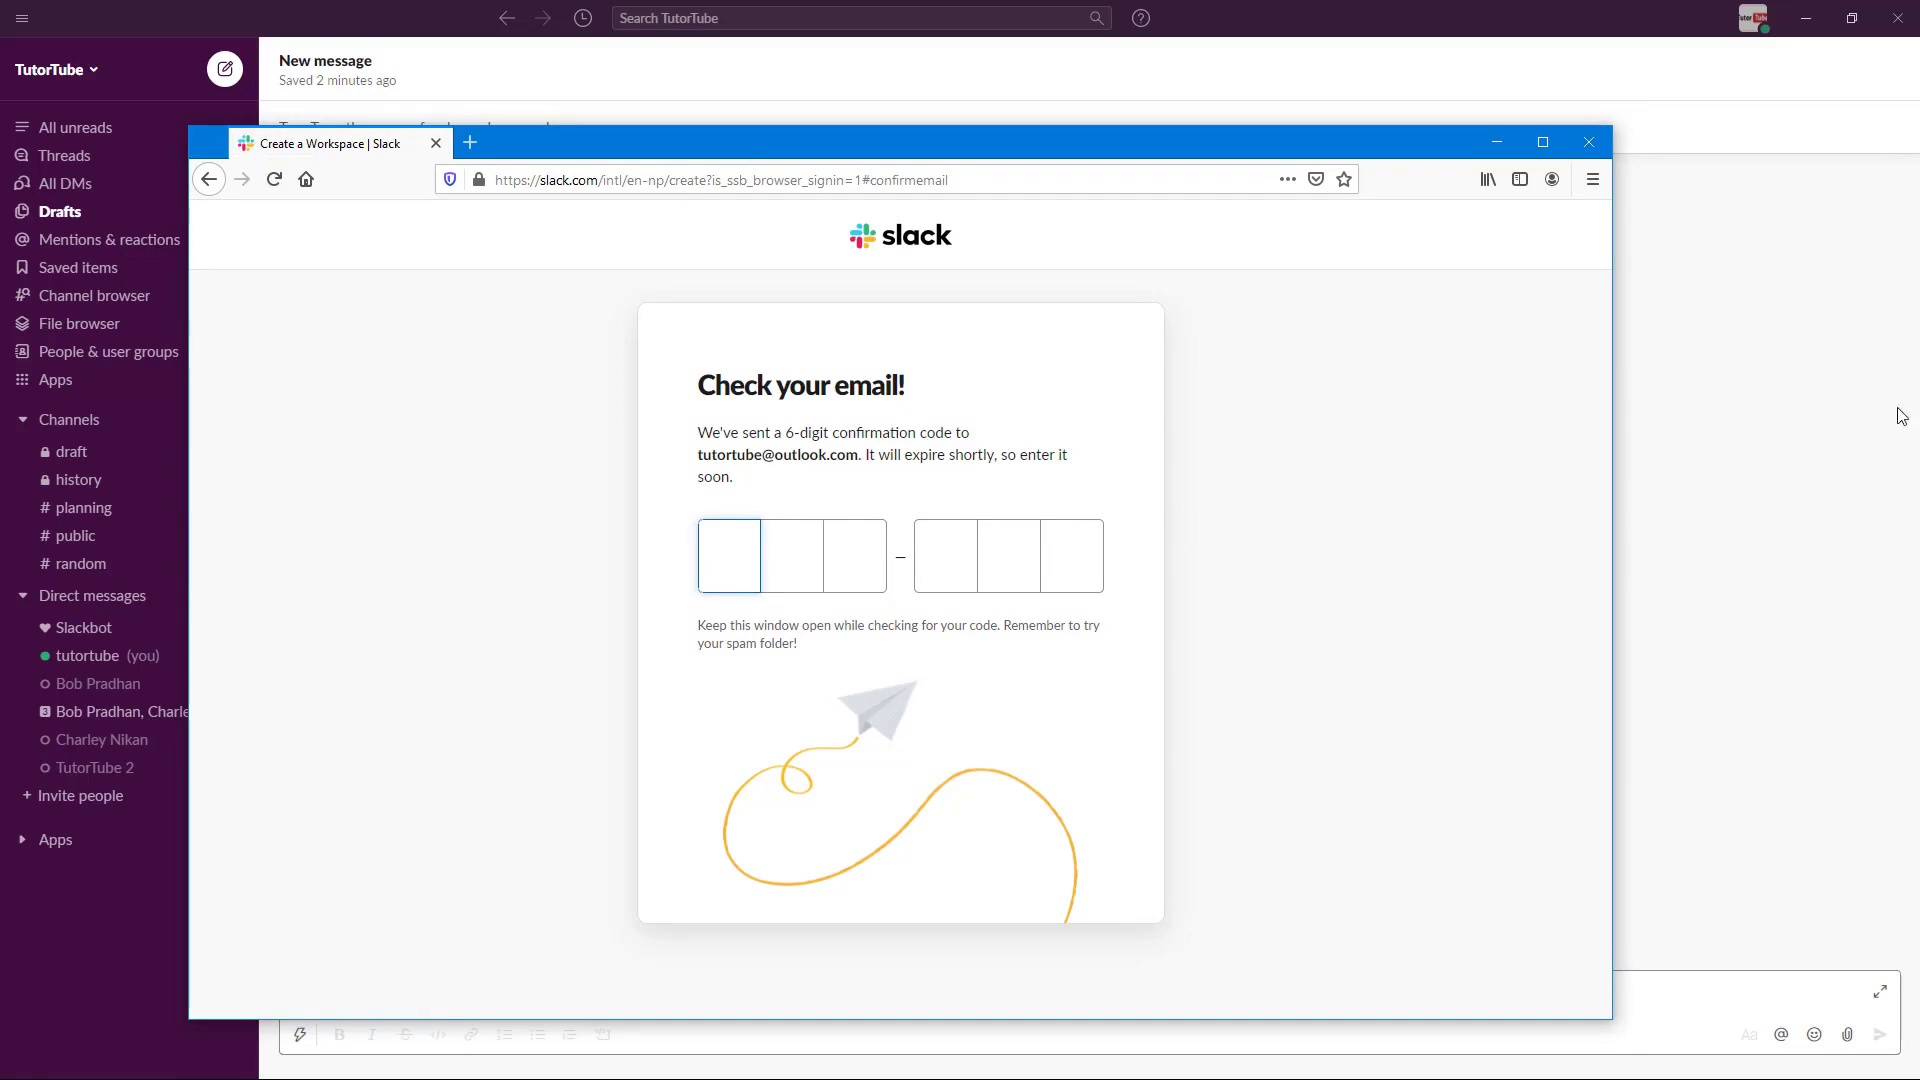 Search TutorTube
TutorTube
New message
Saved 2 minutes ago
All unreads
Threads
All DMs
Drafts
Mentions & reactions
Saved items
Channel browser
File browser
People & user groups
Apps
Channels
draft
history
# planning
# public
# random
Direct messages
Slackbot
tutortube (you)
Bob Pradhan
3 Bob Pradhan, Charle
Charley Nikan
TutorTube 2
+ Invite people
Apps
Create a Workspace | Slack
https://slack.com/intl/en-np/create?is_ssb_browser_signin=1#confirmemail
slack
Check your email!
We've sent a 6-digit confirmation code to
tutortube@outlook.com. It will expire shortly, so enter it
soon.
–
Keep this window open while checking for your code. Remember to try
your spam folder!
B I S
Aa @